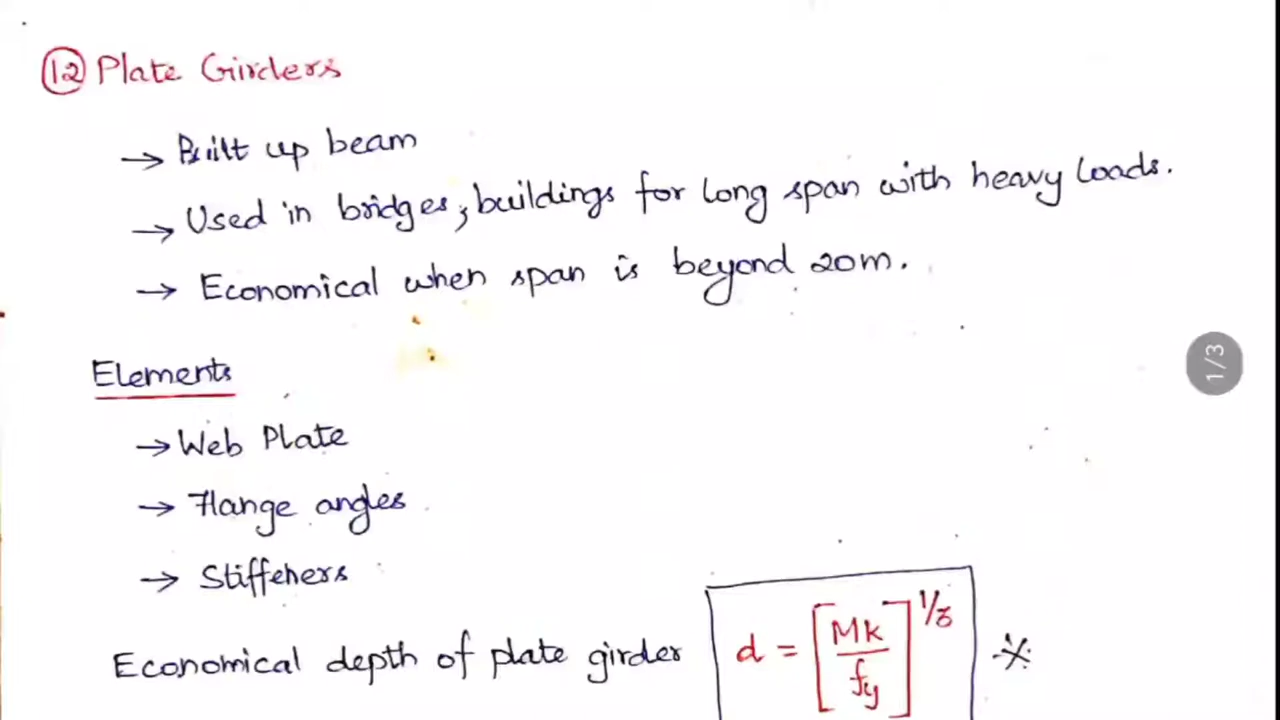 12 Plate Girders
→ Built up beam
→ Used in bridges, buildings for long span with heavy loads.
→ Economical when span is beyond 20m.
Elements
→ Web Plate
→ Flange angles
→ Stiffeners
Economical depth of plate girder d = [Mk/fy]^1/3
1/3